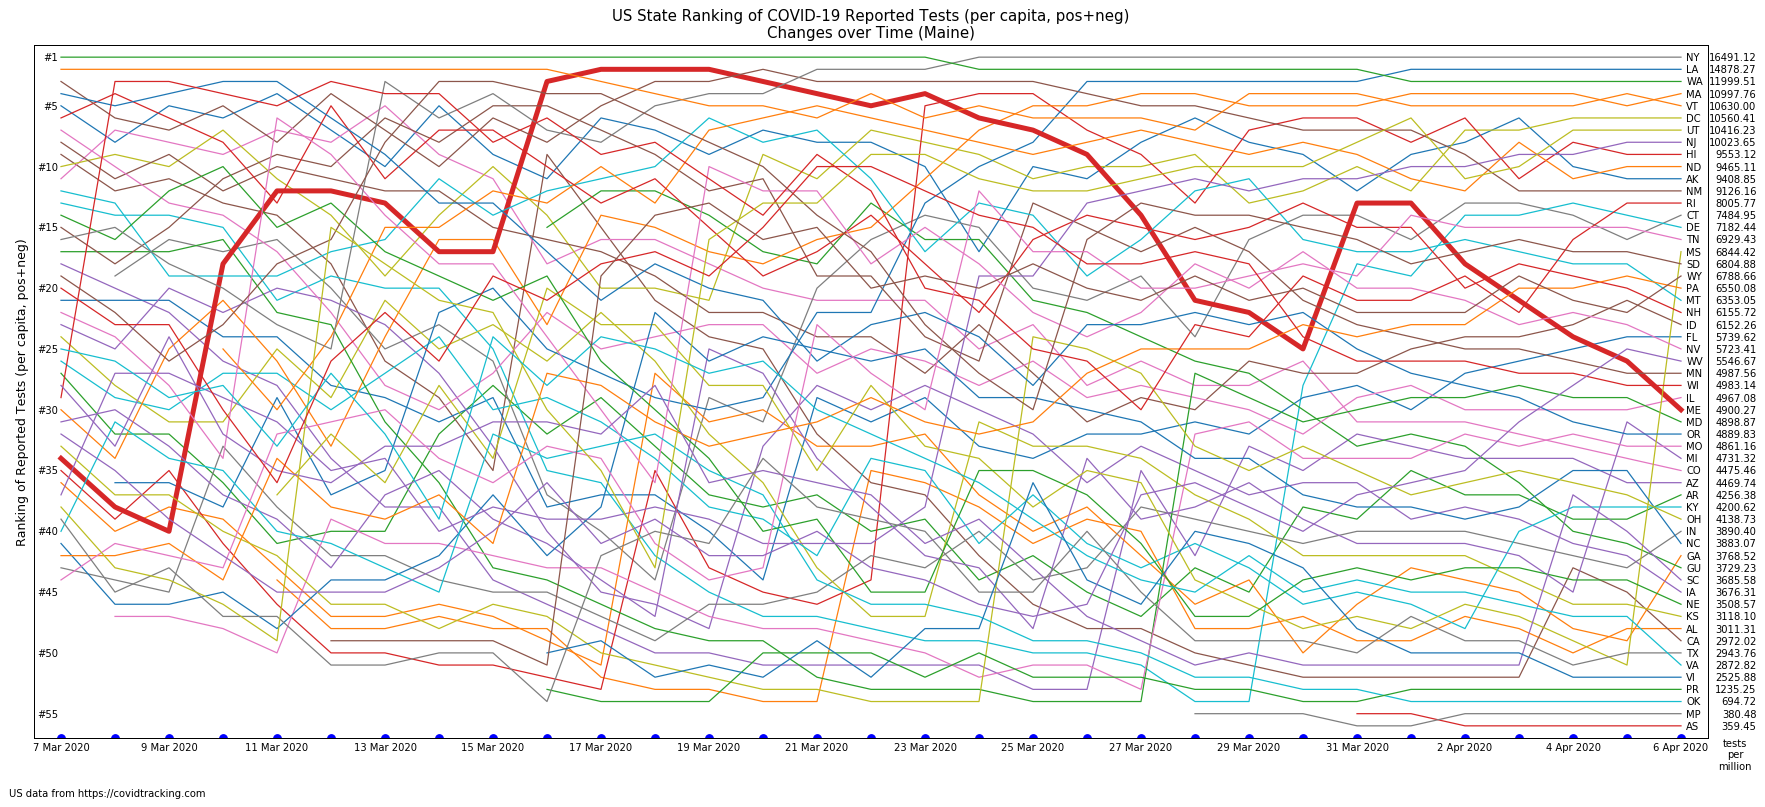 US State Ranking of COVID-19 Reported Tests (per capita, pos+neg)
Changes over Time (Maine)
Ranking of Reported Tests (per capita, pos+neg)
#1
#5
#10
#15
#20
#25
#30
#35
#40
#45
#50
#55
NY 16491.12
LA 14878.27
WA 11999.51
MA 10997.76
VT 10630.00
DC 10560.41
UT 10416.23
NJ 10023.65
HI 9553.12
ND 9465.11
AK 9408.85
NM 9126.16
RI 8005.77
CT 7484.95
DE 7182.44
TN 6929.43
MS 6844.42
SD 6804.88
WY 6788.66
PA 6550.08
MT 6353.05
NH 6155.72
ID 6152.26
FL 5739.62
NV 5723.41
WV 5546.67
MN 4987.56
WI 4983.14
IL 4967.08
ME 4900.27
MD 4898.87
OR 4889.83
MO 4861.16
MI 4731.32
CO 4475.46
AZ 4469.74
AR 4256.38
KY 4200.62
OH 4138.73
IN 3890.40
NC 3883.07
GA 3768.52
GU 3729.23
SC 3685.58
IA 3676.31
NE 3508.57
KS 3118.10
AL 3011.31
CA 2972.02
TX 2943.76
VA 2872.82
VI 2525.88
PR 1235.25
OK 694.72
MP 380.48
AS 359.45
7 Mar 2020 9 Mar 2020 11 Mar 2020 13 Mar 2020 15 Mar 2020 17 Mar 2020 19 Mar 2020 21 Mar 2020 23 Mar 2020 25 Mar 2020 27 Mar 2020 29 Mar 2020 31 Mar 2020 2 Apr 2020 4 Apr 2020 6 Apr 2020
tests
per
million
US data from https://covidtracking.com